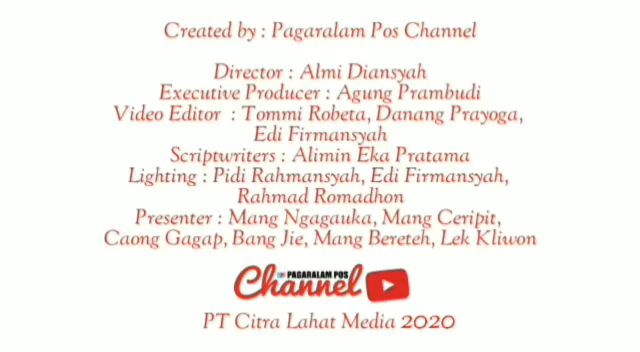 Created by : Pagaralam Pos Channel
Director : Almi Diansyah
Executive Producer : Agung Prambudi
Video Editor : Tommi Robeta, Danang Prayoga,
Edi Firmansyah
Scriptwriters : Alimin Eka Pratama
Lighting : Pidi Rahmansyah, Edi Firmansyah,
Rahmad Romadhon
Presenter : Mang Ngagauka, Mang Ceripit,
Caong Gagap, Bang Jie, Mang Bereteh, Lek Kliwon
PAGARALAM POS
Channel
PT Citra Lahat Media 2020